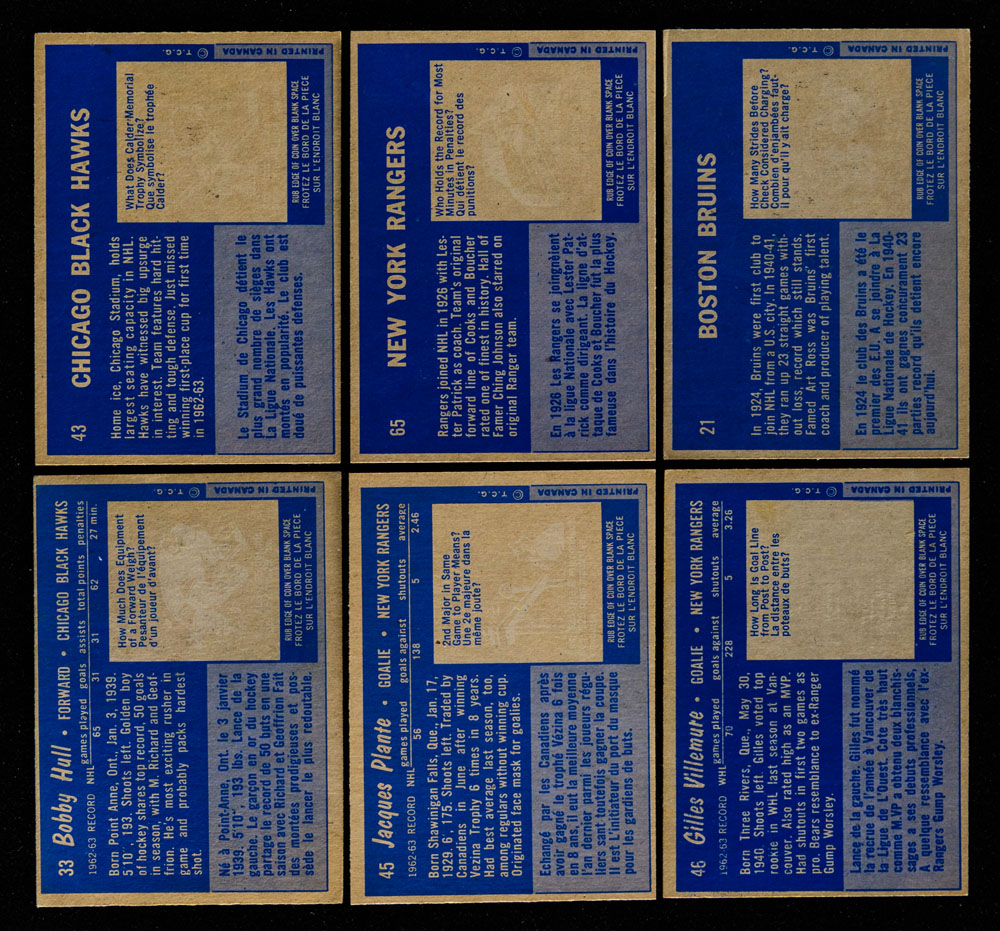 43 CHICAGO BLACK HAWKS
Home ice, Chicago Stadium, holds
largest seating capacity in NHL.
Hawks have witnessed big upsurge
in interest. Team features hard hit-
ting and tough defense. Just missed
winning first-place cup for first time
in 1962-63.
Le Stadium de Chicago détient le
plus grand nombre de sièges dans
La ligue Nationale. Les Hawks ont
montés en popularité. Le club est
doué de puissantes défenses.
What Does Calder Memorial
Trophy Symbolize?
Que symbolise le trophée
Calder?
RUB EDGE OF COIN OVER BLANK SPACE
FROTEZ LE BORD DE LA PIECE
SUR L'ENDROIT BLANC
© T.C.G. PRINTED IN CANADA
65 NEW YORK RANGERS
Rangers joined NHL in 1926 with Les-
ter Patrick as coach. Team's original
forward line of Cooks and Boucher
rated one of finest in history. Hall of
Famer Ching Johnson also starred on
original Ranger team.
En 1926 Les Rangers se joingnèrent
à la ligue Nationale avec Lester Pat-
rick comme dirigeant. La ligne d'at-
taque de Cooks et Boucher fut la plus
fameuse dans l'histoire du Hockey.
Who Holds the Record for Most
Minutes in Penalties?
Qui détient le record des
punitions?
RUB EDGE OF COIN OVER BLANK SPACE
FROTEZ LE BORD DE LA PIECE
SUR L'ENDROIT BLANC
© T.C.G. PRINTED IN CANADA
21 BOSTON BRUINS
In 1924 Bruins were first club to
join NHL from a U.S. city. In 1940-41,
they ran up 23 straight games with-
out loss, record which still stands.
Famed Art Ross was Bruins' first
coach and producer of playing talent.
En 1924 le club des Bruins a été le
premier des E.U. A se joindre à La
Ligue Nationale de Hockey. En 1940-
41 ils ont gagnes concurament 23
parties record qu'ils detient encore
aujourd'hui.
How Many Strides Before
Check Considered Charging?
Combien d'enjambées faut-
il pour qu'il y ait charge?
RUB EDGE OF COIN OVER BLANK SPACE
FROTEZ LE BORD DE LA PIECE
SUR L'ENDROIT BLANC
© T.C.G. PRINTED IN CANADA
33 Bobby Hull • FORWARD • CHICAGO BLACK HAWKS
1962-63 RECORD NHL games played 65 goals 31 assists 31 total points 62 penalties 27 min.
Born Point Anne, Ont., Jan. 3, 1939.
5'10", 193. Shoots left. Golden boy
of hockey shares top record 50 goals
in season, with M. Richard and Geof-
frion. He's most exciting rusher in
game and probably packs hardest
shot.
Né à Point-Anne, Ont. le 3 janvier
1939. 5'10" 193 lbs. Lance de la
gauche. Le garçon en or du hockey
partage le record de 50 buts en une
saison avec Richard et Geoffrion Fait
des montées prodigieuses et pos-
sède le lancer le plus redoutable.
How Much Does Equipment
of a Forward Weigh?
Pesanteur de l'équipement
d'un joueur d'avant?
RUB EDGE OF COIN OVER BLANK SPACE
FROTEZ LE BORD DE LA PIECE
SUR L'ENDROIT BLANC
© T.C.G. PRINTED IN CANADA
45 Jacques Plante • GOALIE • NEW YORK RANGERS
1962-63 RECORD NHL games played 56 goals against 138 shutouts 5 average 2.46
Born Shawinigan Falls, Que. Jan. 17,
1929 6', 175. Shoots left. Traded by
Canadiens in June after winning
Vezina Trophy 6 times in 8 years.
Had best average last season, too,
among regulars without winning cup.
Originated face mask for goalies.
Echangé par les Canadiens après
avoir gagné le trophé Vézina 6 fois
en 8 ans il eut la meilleure moyenne
l'an dernier parmi les joueurs régu-
liers sant toutefois gagner la coupe.
Il est L'initateur du port du masque
pour les gardiens de buts.
2nd Major in Same
Game to Player Means?
Une 2e majeure dans la
même joute?
RUB EDGE OF COIN OVER BLANK SPACE
FROTEZ LE BORD DE LA PIECE
SUR L'ENDROIT BLANC
© T.C.G. PRINTED IN CANADA
46 Gilles Villemure • GOALIE • NEW YORK RANGERS
1962-63 RECORD WHL games played 70 goals against 228 shutouts 5 average 3.26
Born Three Rivers, Que., May 30,
1940. Shoots left. Gilles voted top
rookie in WHL last season at Van-
couver. Also rated high as an MVP.
Had shutouts in first two games as
pro. Bears resemblance to ex-Ranger
Gump Worsley.
Lance de la gauche. Gilles fut nommé
la recrue de l'année à Vancouver de
la ligue de l'Ouest. Coté très haut
comme MVP a obtenu deux blanchis-
sages a ses debuts professionnels,
A quelque ressembIance avec l'ex-
Rangers Gump Worsley.
How Long Is Goal Line
from Post to Post?
La distance entre les
poteaux de buts?
RUB EDGE OF COIN OVER BLANK SPACE
FROTEZ LE BORD DE LA PIECE
SUR L'ENDROIT BLANC
© T.C.G. PRINTED IN CANADA